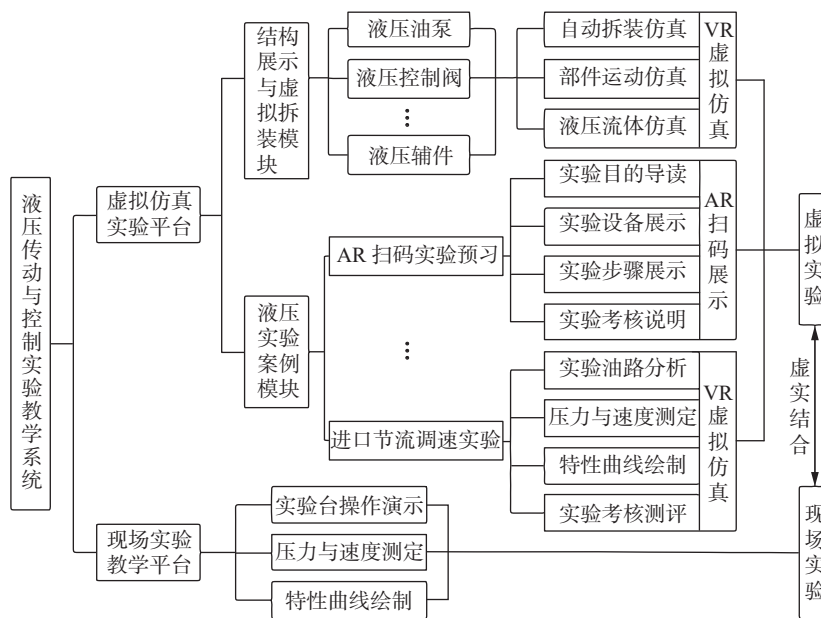 液压传动与控制实验教学系统
虚拟仿真
实验平台
现场实验
教学平台
结构
展示
与虚
拟拆
装模
块
液压
实验
案例
模块
液压油泵
液压控制阀
⋮
液压辅件
AR 扫码实验预习
⋮
进口节流调速实验
实验台操作演示
压力与速度测定
特性曲线绘制
自动拆装仿真
部件运动仿真
液压流体仿真
VR虚拟仿真
实验目的导读
实验设备展示
实验步骤展示
实验考核说明
AR扫码展示
实验油路分析
压力与速度测定
特性曲线绘制
实验考核测评
VR虚拟仿真
虚拟实验
虚实结合
现场实验